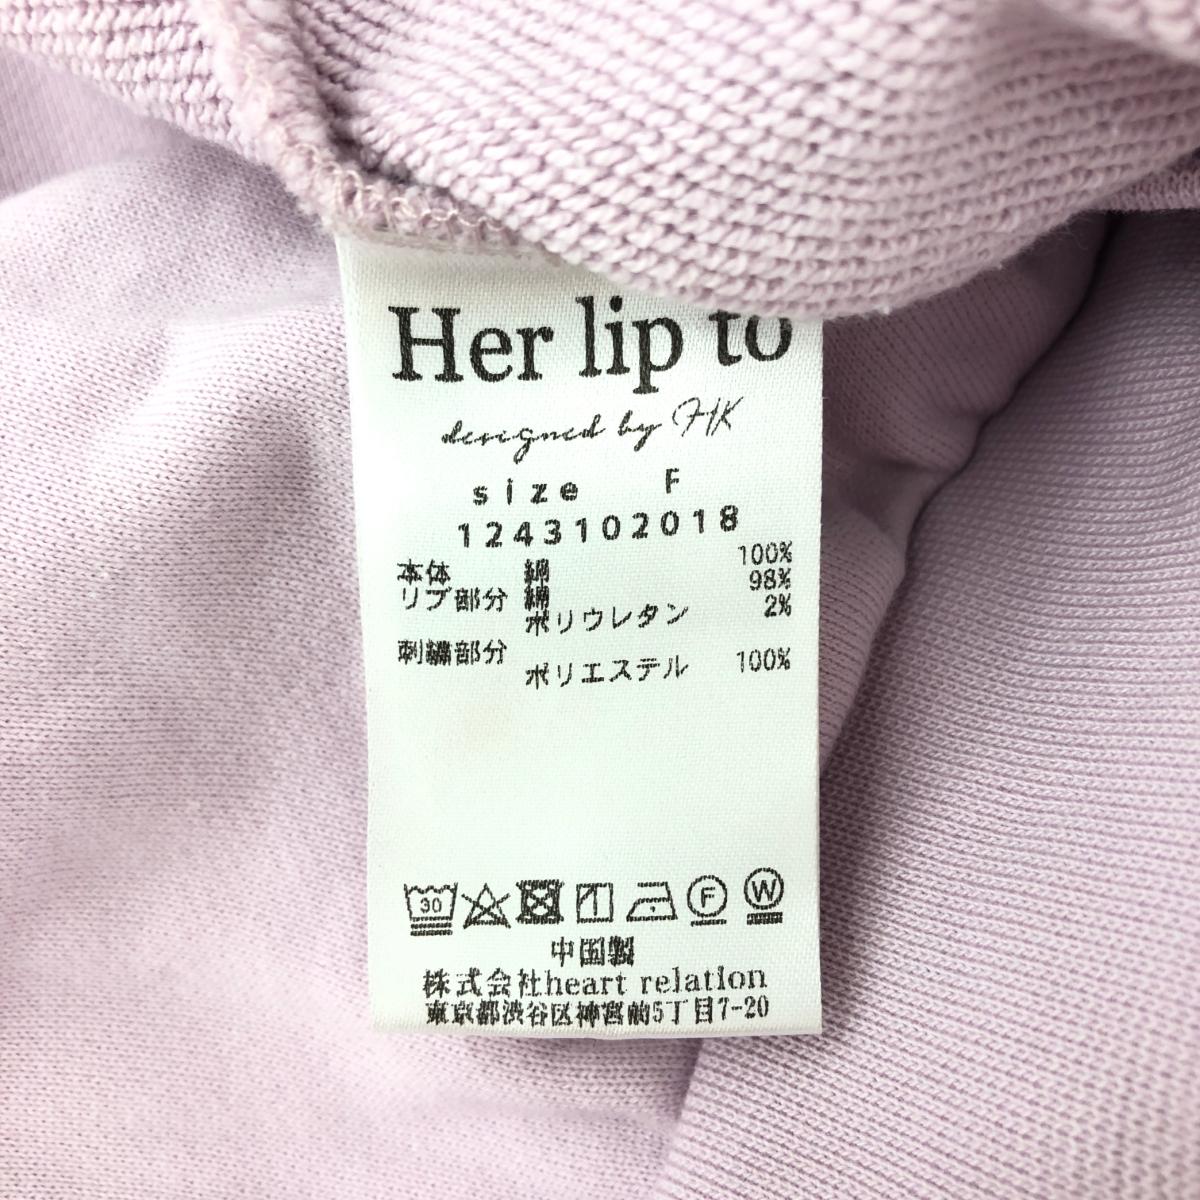 Her lip to
designed by HK
size F
1243102018
本体 綿 100%
リブ部分 綿 98%
ポリウレタン 2%
刺繍部分
ポリエステル 100%
30
F
W
中国製
株式会社heart relation
東京都渋谷区神宮前5丁目7-20